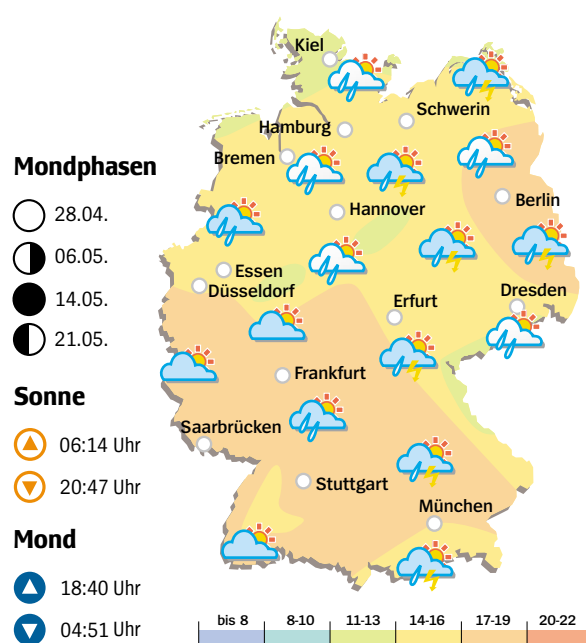 Mondphasen
28.04.
06.05.
14.05.
21.05.
Sonne
06:14 Uhr
20:47 Uhr
Mond
18:40 Uhr
04:51 Uhr
Kiel
Schwerin
Hamburg
Bremen
Berlin
Hannover
Essen
Düsseldorf
Erfurt
Dresden
Frankfurt
Saarbrücken
Stuttgart
München
bis 8 8-10 11-13 14-16 17-19 20-22